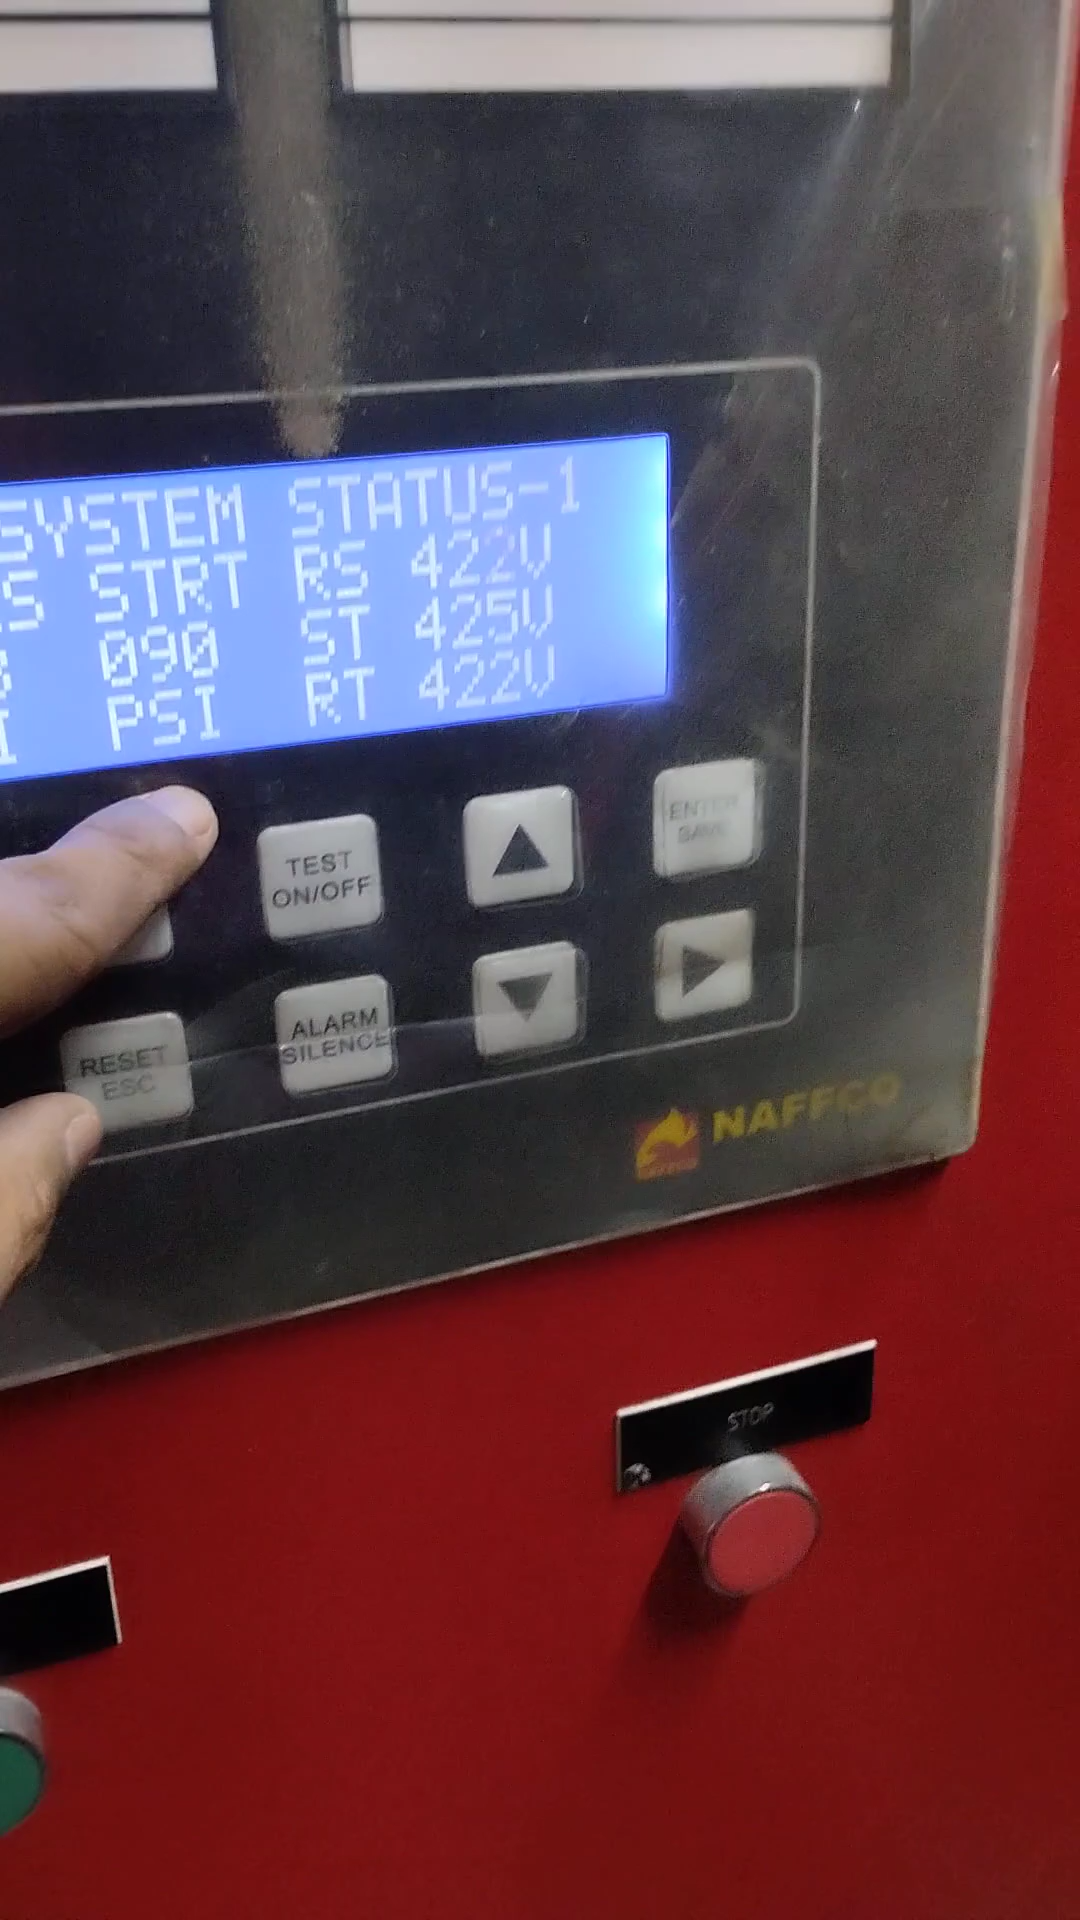 SYSTEM STATUS-1
S STRT RS 422V
090 ST 425V
I PSI RT 422V
TEST
ON/OFF
ENTER
SAVE
RESET
ESC
ALARM
SILENCE
NAFFCO
NAFFCO
STOP